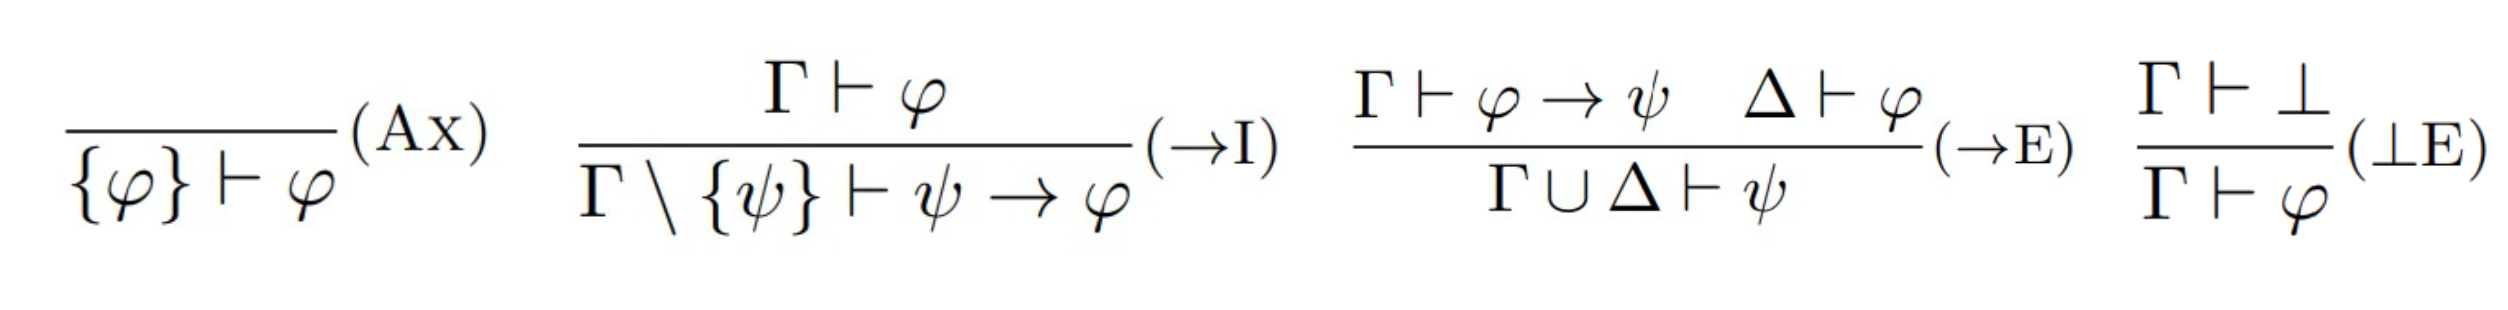 {φ} ⊢ φ (Ax)
Γ ⊢ φ
Γ \ {ψ} ⊢ ψ → φ (→I)
Γ ⊢ φ → ψ Δ ⊢ φ
Γ ∪ Δ ⊢ ψ (→E)
Γ ⊢ ⊥
Γ ⊢ φ (⊥E)